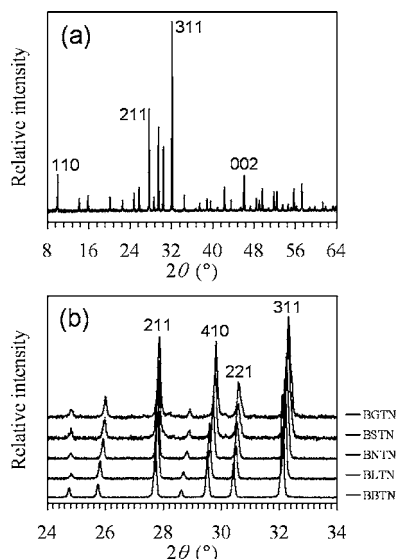 (a)
311
211
110
002
Relative intensity
8 16 24 32 40 48 56 64
2θ (°)
(b)
311
211
410
221
Relative intensity
BGTN
BSTN
BNTN
BLTN
BBTN
24 26 28 30 32 34
2θ (°)